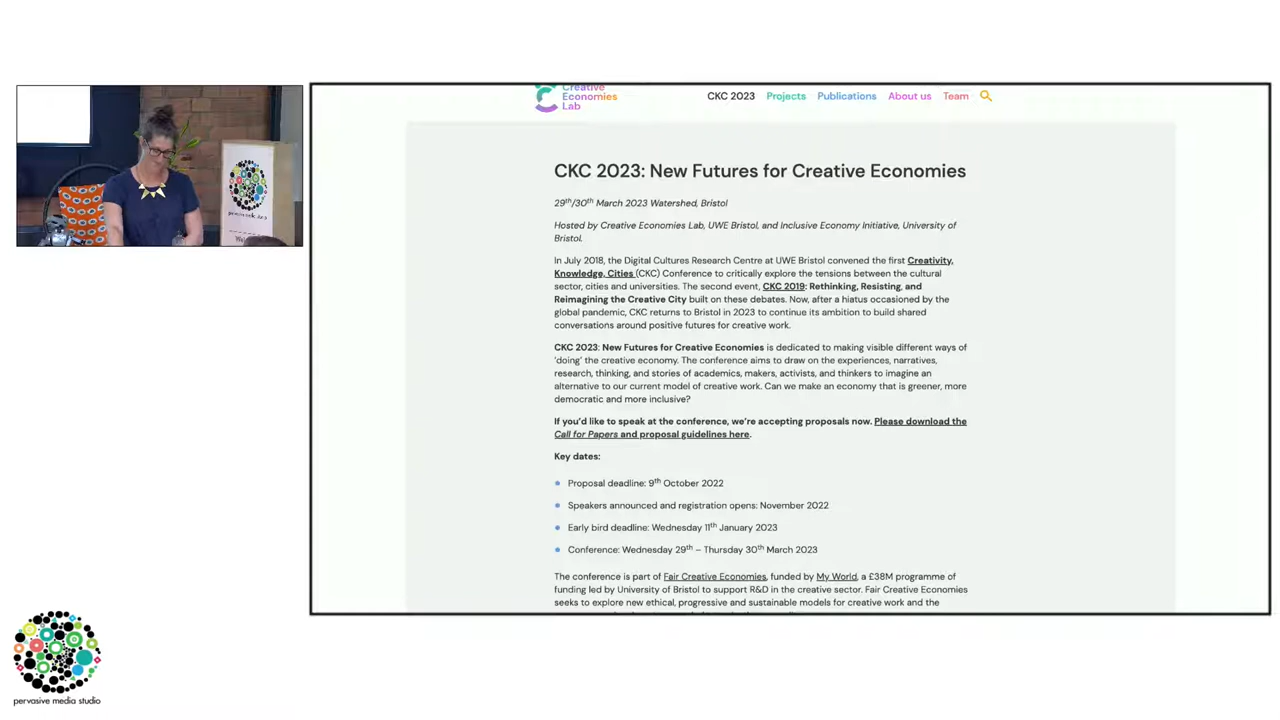 Creative
Economies
Lab
CKC 2023 Projects Publications About us Team
CKC 2023: New Futures for Creative Economies
29th/30th March 2023 Watershed, Bristol
Hosted by Creative Economies Lab, UWE Bristol, and Inclusive Economy Initiative, University of
Bristol.
In July 2018, the Digital Cultures Research Centre at UWE Bristol convened the first Creativity,
Knowledge, Cities (CKC) Conference to critically explore the tensions between the cultural
sector, cities and universities. The second event, CKC 2019: Rethinking, Resisting, and
Reimagining the Creative City built on these debates. Now, after a hiatus occasioned by the
global pandemic, CKC returns to Bristol in 2023 to continue its ambition to build shared
conversations around positive futures for creative work.
CKC 2023: New Futures for Creative Economies is dedicated to making visible different ways of
'doing' the creative economy. The conference aims to draw on the experiences, narratives,
research, thinking, and stories of academics, makers, activists, and thinkers to imagine an
alternative to our current model of creative work. Can we make an economy that is greener, more
democratic and more inclusive?
If you'd like to speak at the conference, we're accepting proposals now. Please download the
Call for Papers and proposal guidelines here.
Key dates:
Proposal deadline: 9th October 2022
Speakers announced and registration opens: November 2022
Early bird deadline: Wednesday 11th January 2023
Conference: Wednesday 29th – Thursday 30th March 2023
The conference is part of Fair Creative Economies, funded by My World, a £38M programme of
funding led by University of Bristol to support R&D in the creative sector. Fair Creative Economies
seeks to explore new ethical, progressive and sustainable models for creative work and the
pervasive media studio